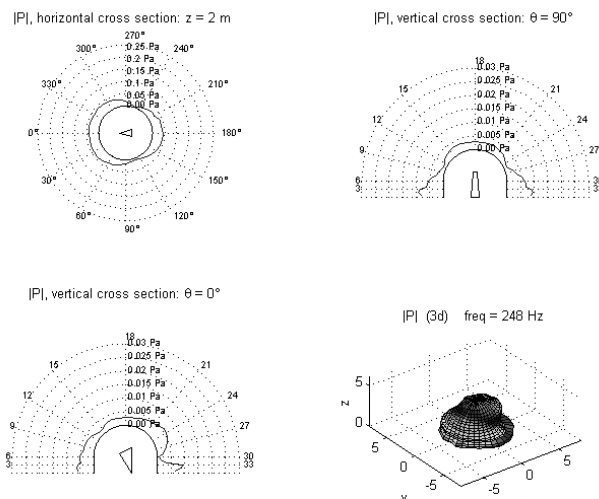 |P|, horizontal cross section: z = 2 m
270°
300°
240°
0.25 Pa
0.2 Pa
0.15 Pa
0.1 Pa
0.05 Pa
0.00 Pa
330°
210°
0°
180°
30°
150°
60°
120°
90°
|P|, vertical cross section: θ = 90°
18
0.03 Pa
0.025 Pa
0.02 Pa
0.015 Pa
0.01 Pa
0.005 Pa
0.00 Pa
15
21
12
24
9
27
6
3
|P|, vertical cross section: θ = 0°
18
0.03 Pa
0.025 Pa
0.02 Pa
0.015 Pa
0.01 Pa
0.005 Pa
0.00 Pa
15
21
12
24
9
27
6
30
3
33
|P| (3d) freq = 248 Hz
z
5
0
5
0
-5
-5
0
5